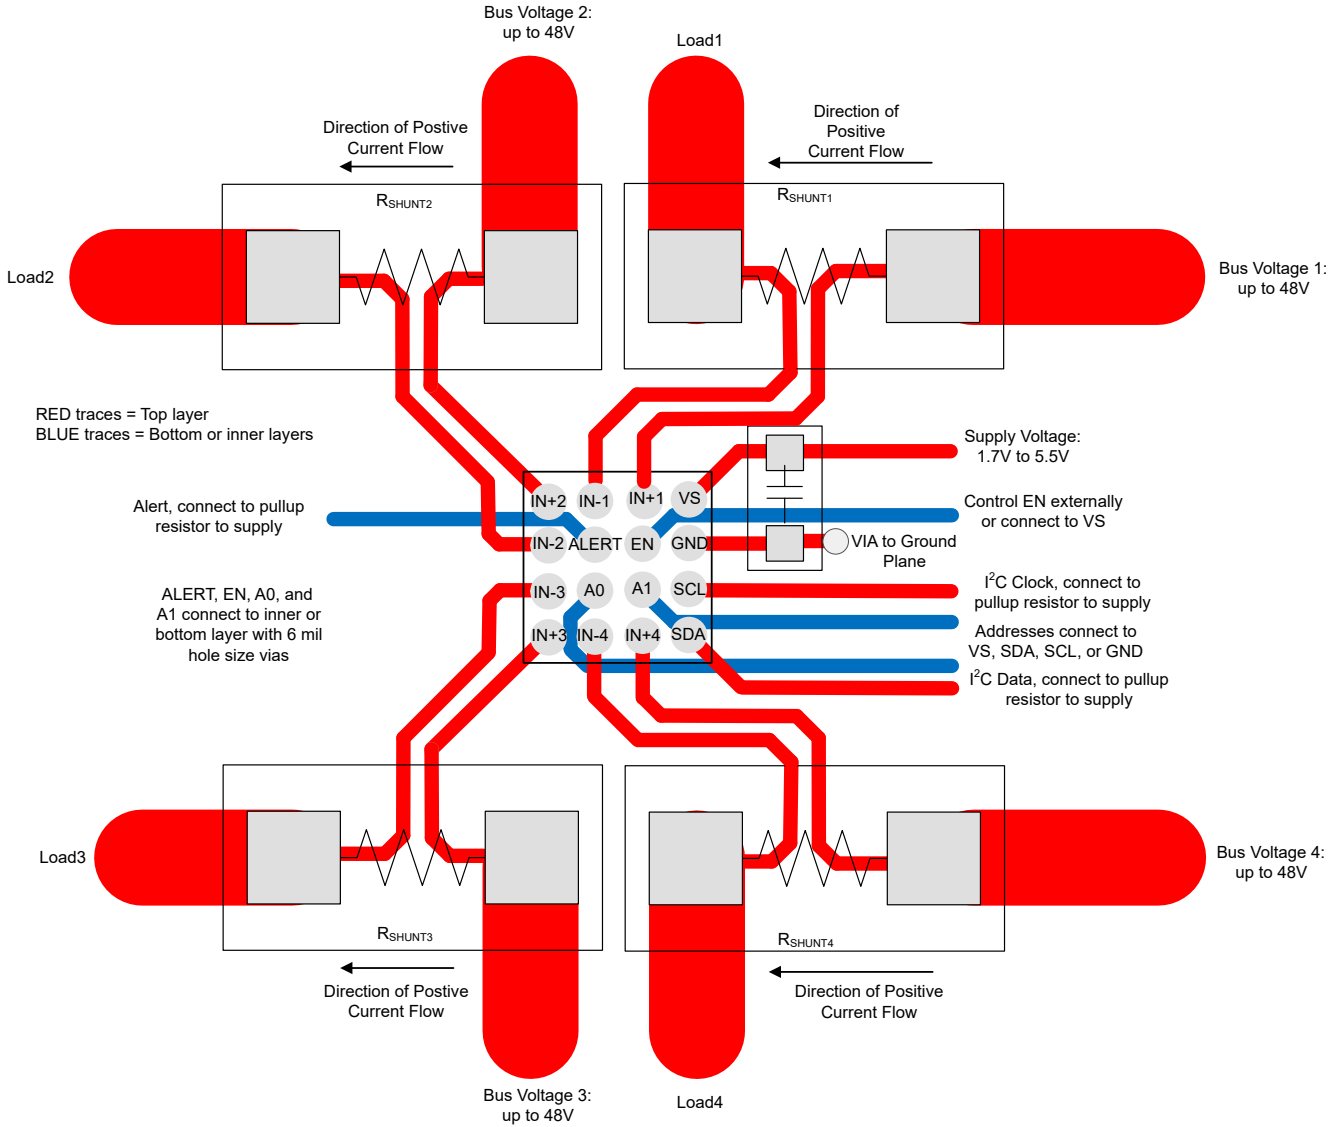 Bus Voltage 2:
up to 48V
Load1
Direction of Postive
Current Flow
Direction of
Positive
Current Flow
RSHUNT2
RSHUNT1
Load2
Bus Voltage 1:
up to 48V
RED traces = Top layer
BLUE traces = Bottom or inner layers
Supply Voltage:
1.7V to 5.5V
Alert, connect to pullup
resistor to supply
Control EN externally
or connect to VS
IN+2 IN-1 IN+1 VS
IN-2 ALERT EN GND
VIA to Ground
Plane
ALERT, EN, A0, and
A1 connect to inner or
bottom layer with 6 mil
hole size vias
IN-3 A0 A1 SCL
IN+3 IN-4 IN+4 SDA
I2C Clock, connect to
pullup resistor to supply
Addresses connect to
VS, SDA, SCL, or GND
I2C Data, connect to pullup
resistor to supply
Load3
Bus Voltage 4:
up to 48V
RSHUNT3
RSHUNT4
Direction of Postive
Current Flow
Direction of Positive
Current Flow
Bus Voltage 3:
up to 48V
Load4